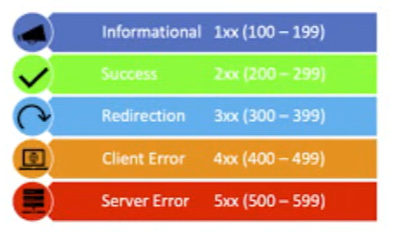 Informational 1xx (100 – 199)
Success 2xx (200 – 299)
Redirection 3xx (300 – 399)
Client Error 4xx (400 – 499)
Server Error 5xx (500 – 599)